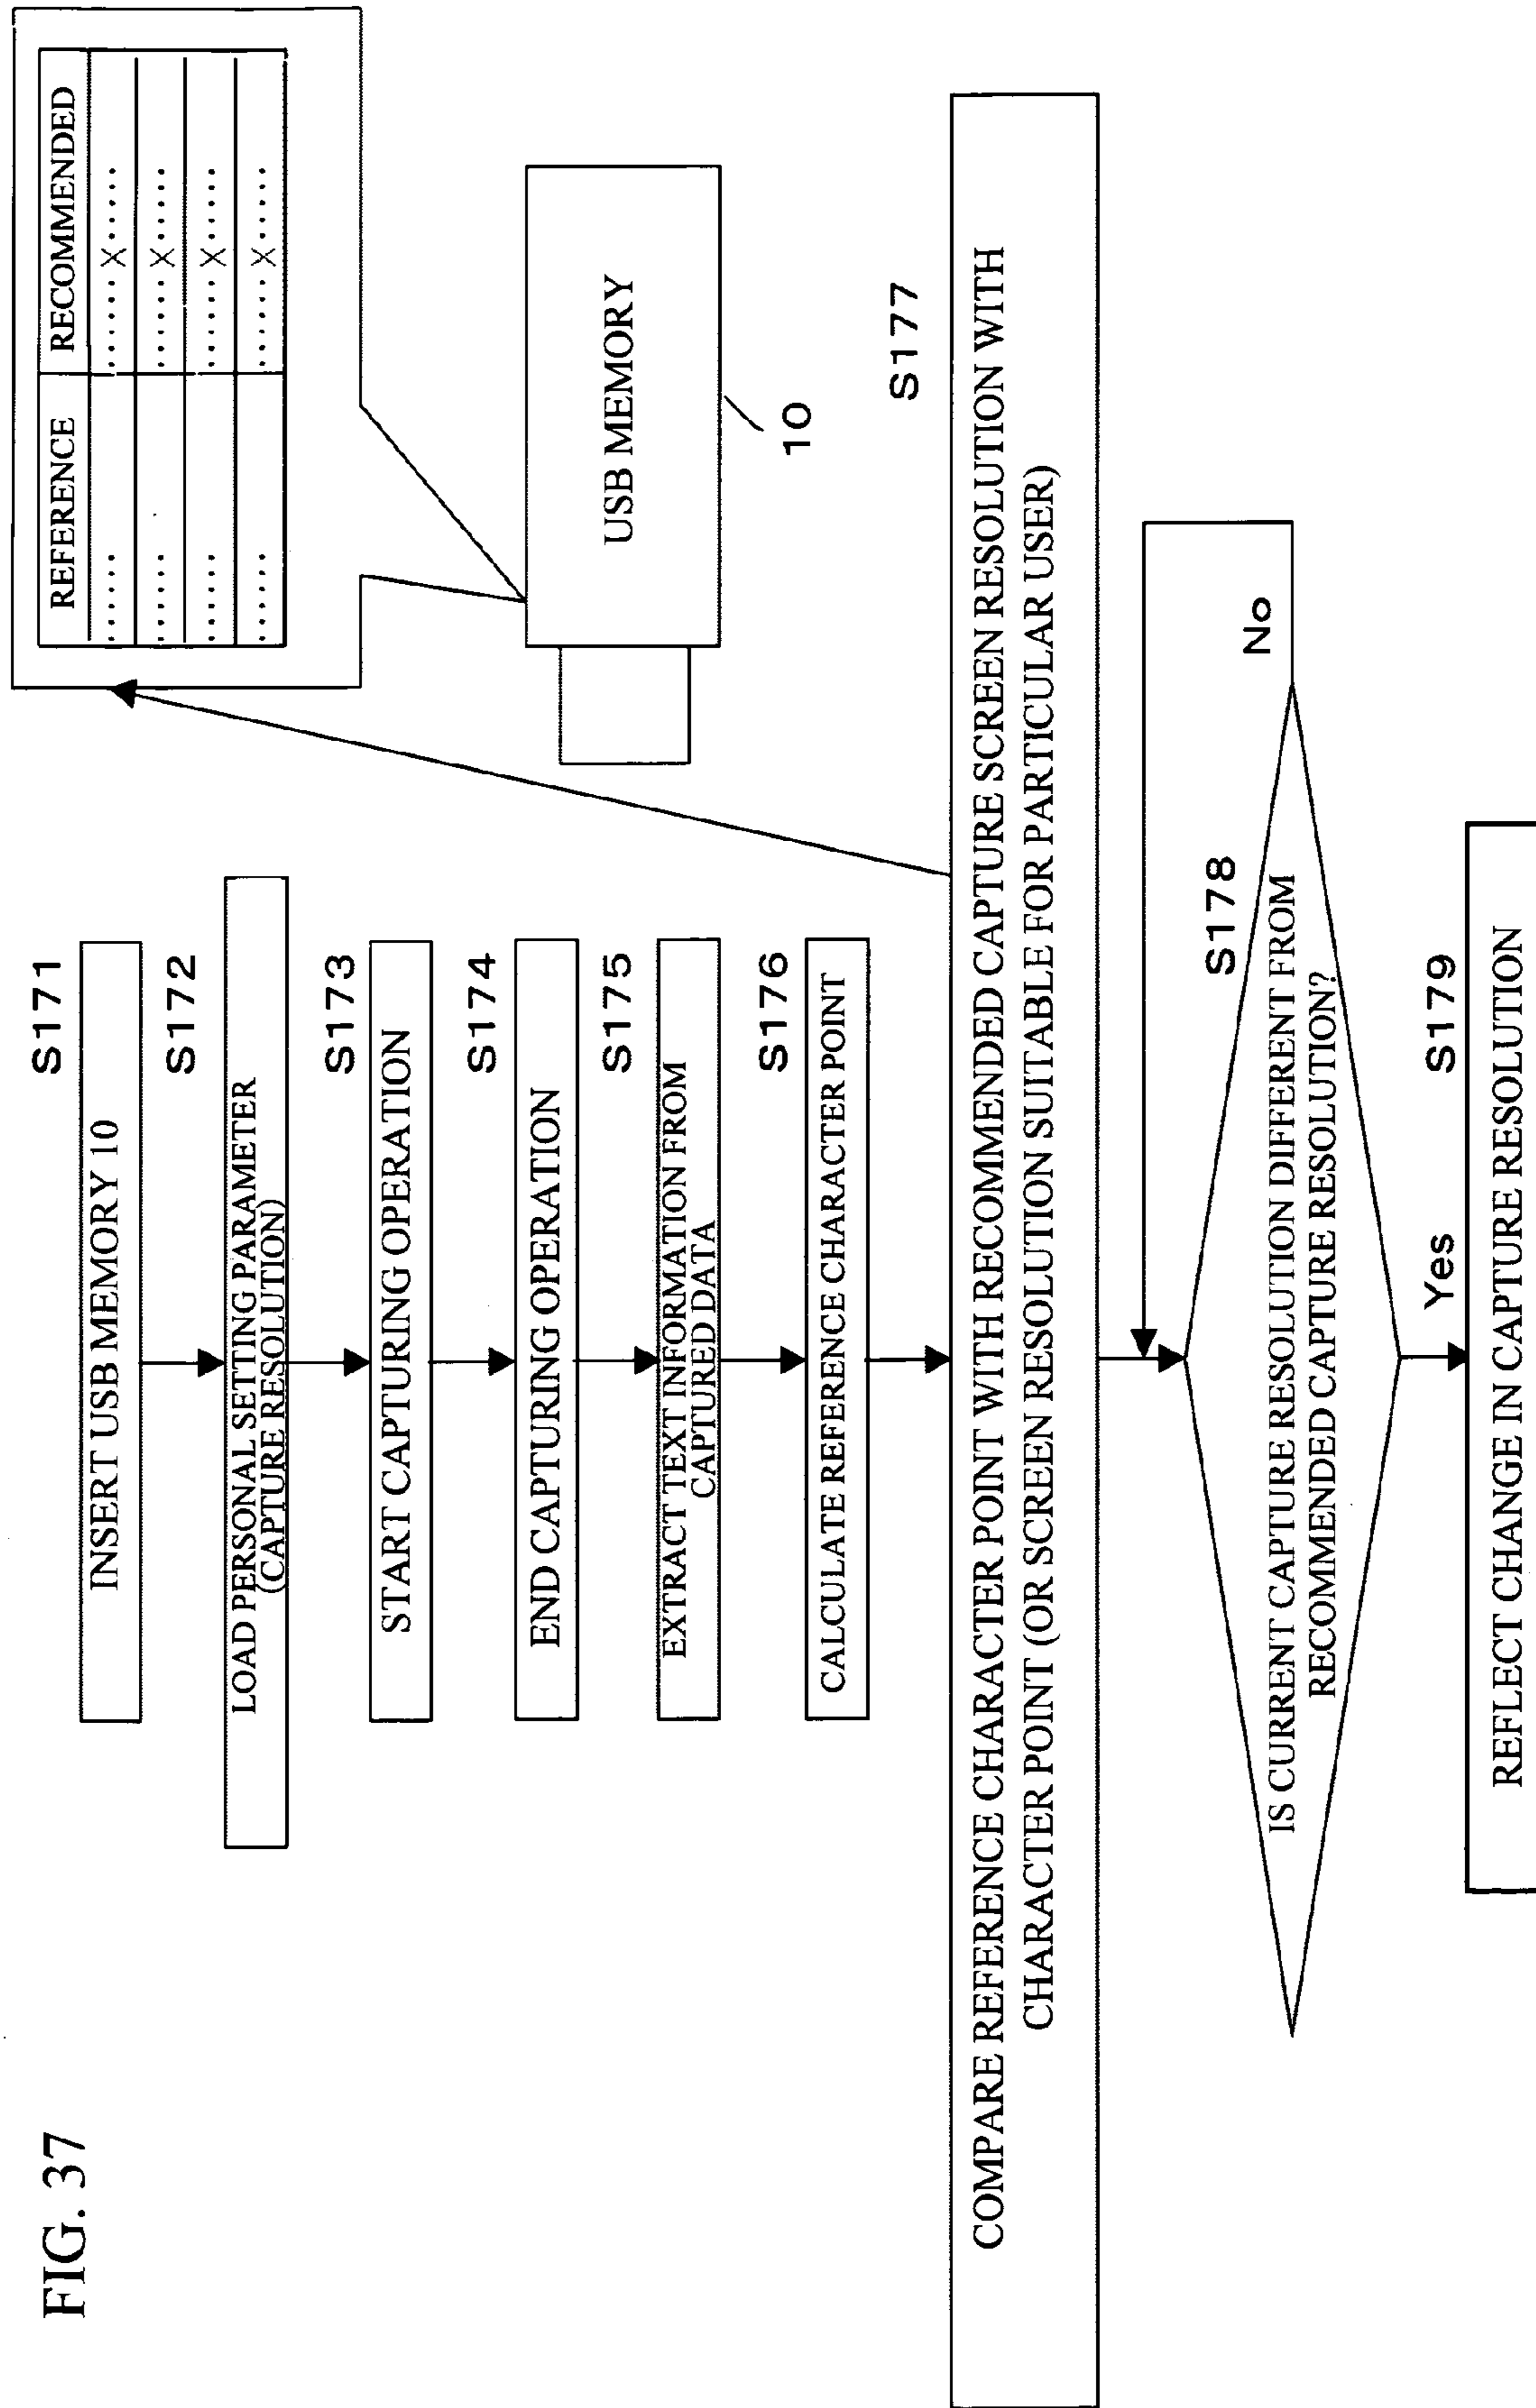 FIG. 37
REFERENCE RECOMMENDED
······ ······X······
······ ······X······
······ ······X······
······ ······X······
USB MEMORY
10
S171
INSERT USB MEMORY 10
S172
LOAD PERSONAL SETTING PARAMETER
(CAPTURE RESOLUTION)
S173
START CAPTURING OPERATION
S174
END CAPTURING OPERATION
S175
EXTRACT TEXT INFORMATION FROM
CAPTURED DATA
S176
CALCULATE REFERENCE CHARACTER POINT
S177
COMPARE REFERENCE CHARACTER POINT WITH RECOMMENDED CAPTURE SCREEN RESOLUTION WITH
CHARACTER POINT (OR SCREEN RESOLUTION SUITABLE FOR PARTICULAR USER)
S178
IS CURRENT CAPTURE RESOLUTION DIFFERENT FROM
RECOMMENDED CAPTURE RESOLUTION?
No
Yes
S179
REFLECT CHANGE IN CAPTURE RESOLUTION